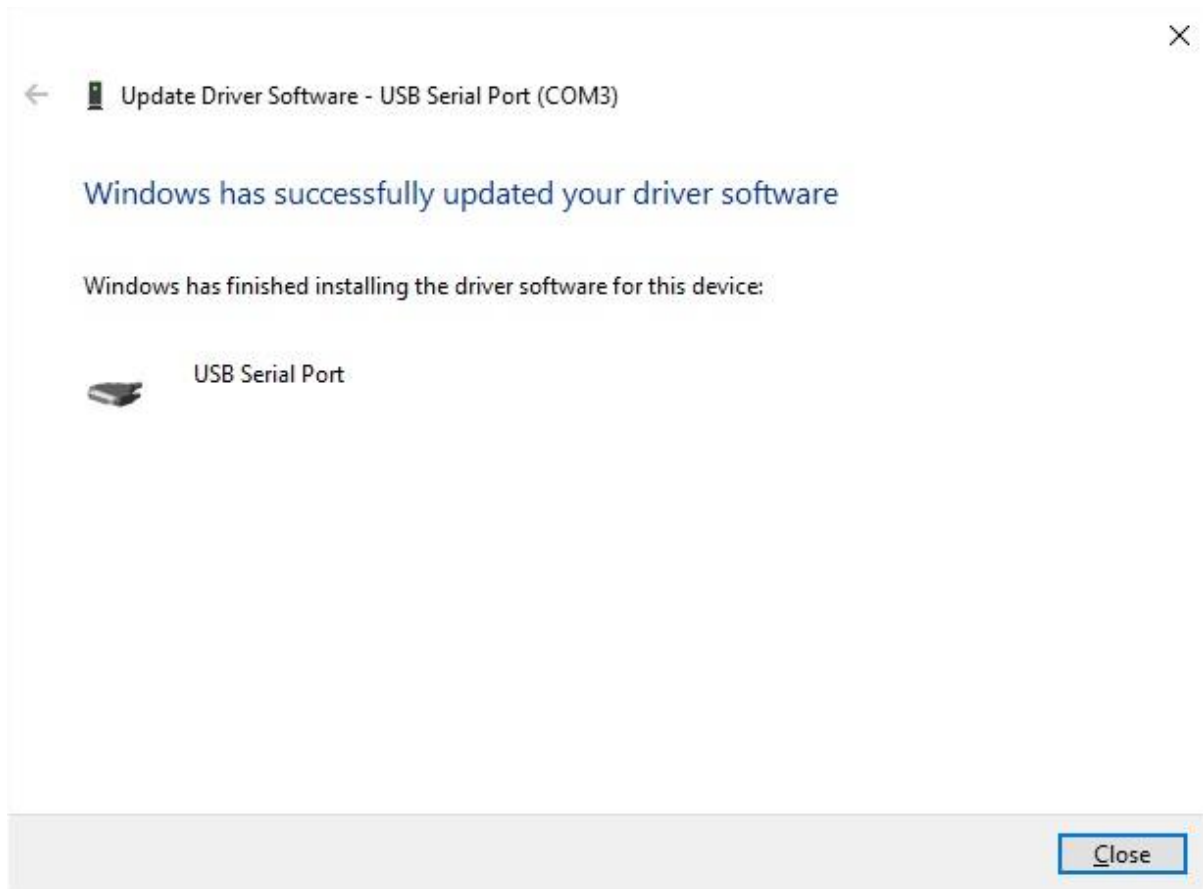 Update Driver Software - USB Serial Port (COM3)
Windows has successfully updated your driver software
Windows has finished installing the driver software for this device:
USB Serial Port
Close